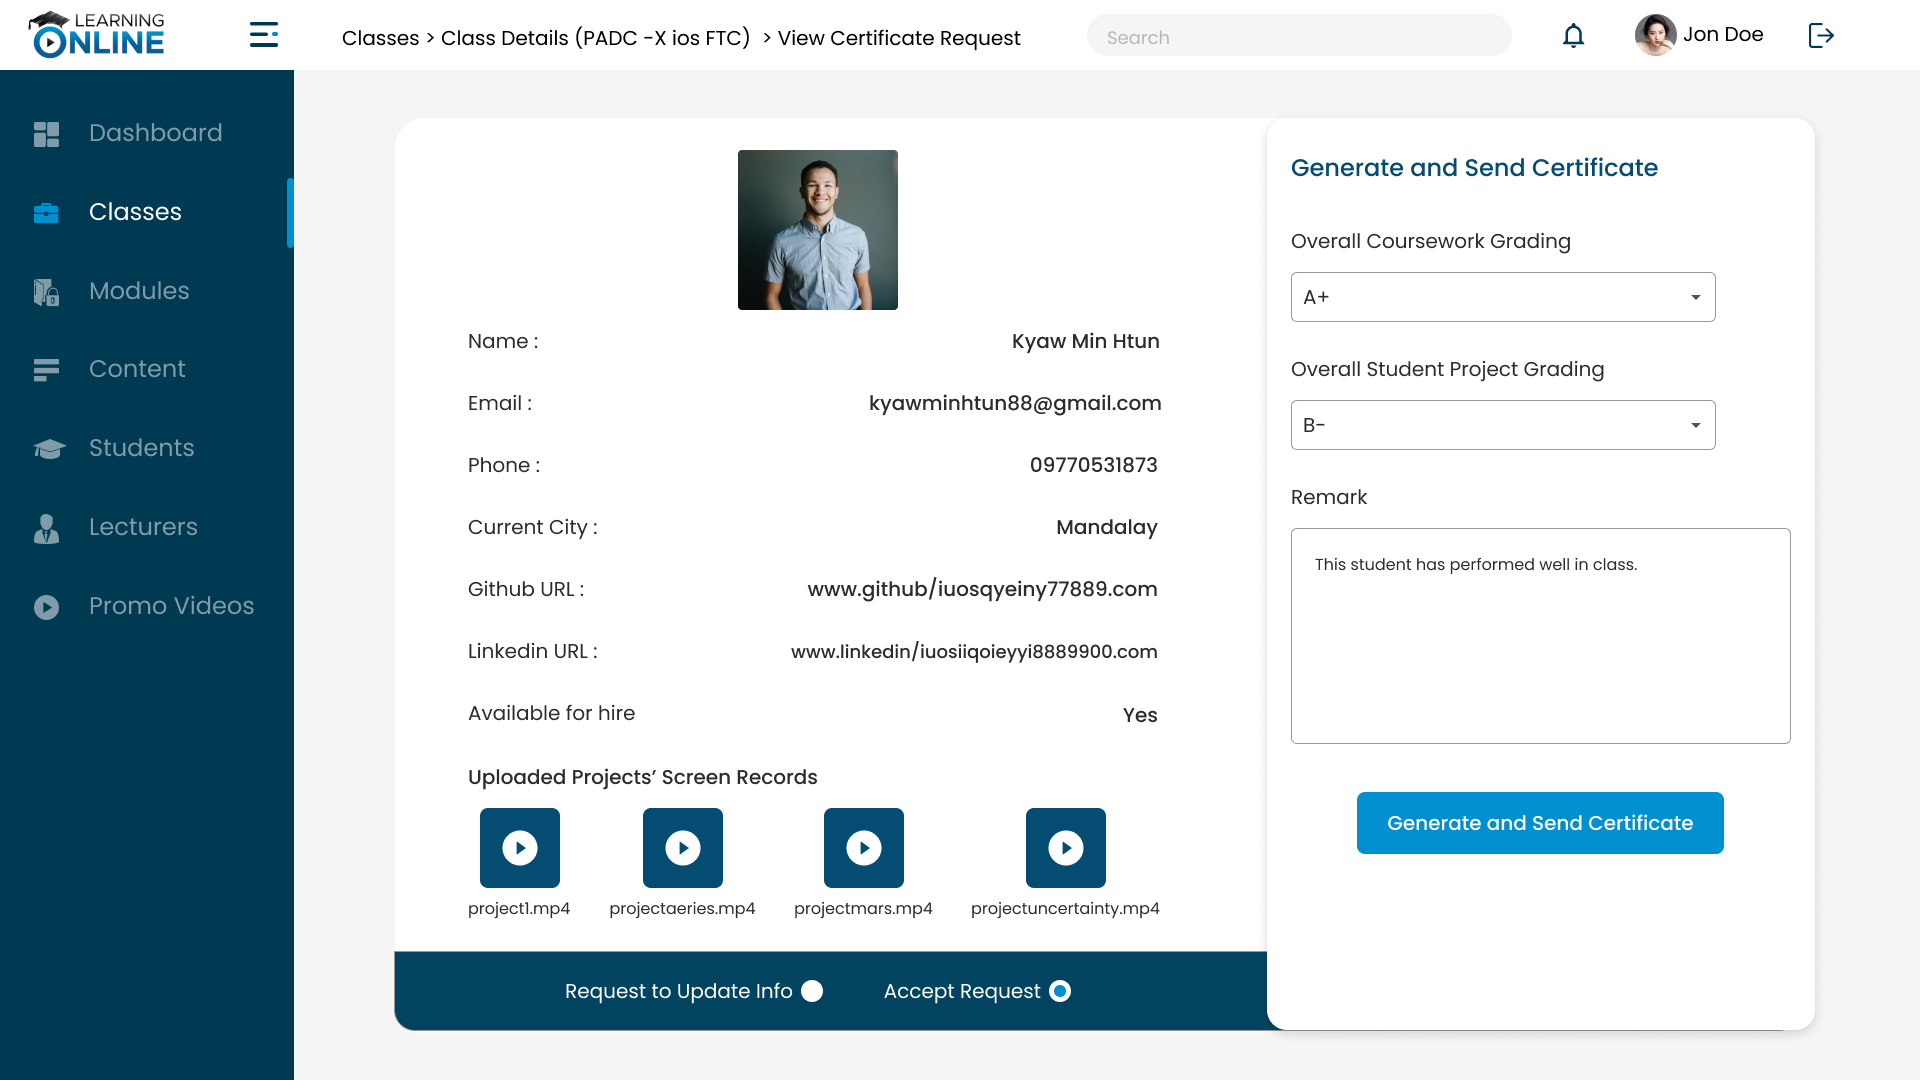 LEARNING
ONLINE
Classes > Class Details (PADC -X ios FTC) > View Certificate Request
Search
Jon Doe
Dashboard
Classes
Modules
Content
Students
Lecturers
Promo Videos
Name :
Kyaw Min Htun
Email :
kyawminhtun88@gmail.com
Phone :
09770531873
Current City :
Mandalay
Github URL :
www.github/iuosqyeiny77889.com
Linkedin URL :
www.linkedin/iuosiiqoieyyi8889900.com
Available for hire
Yes
Uploaded Projects’ Screen Records
project1.mp4
projectaeries.mp4
projectmars.mp4
projectuncertainty.mp4
Request to Update Info
Accept Request
Generate and Send Certificate
Overall Coursework Grading
A+
Overall Student Project Grading
B-
Remark
This student has performed well in class.
Generate and Send Certificate